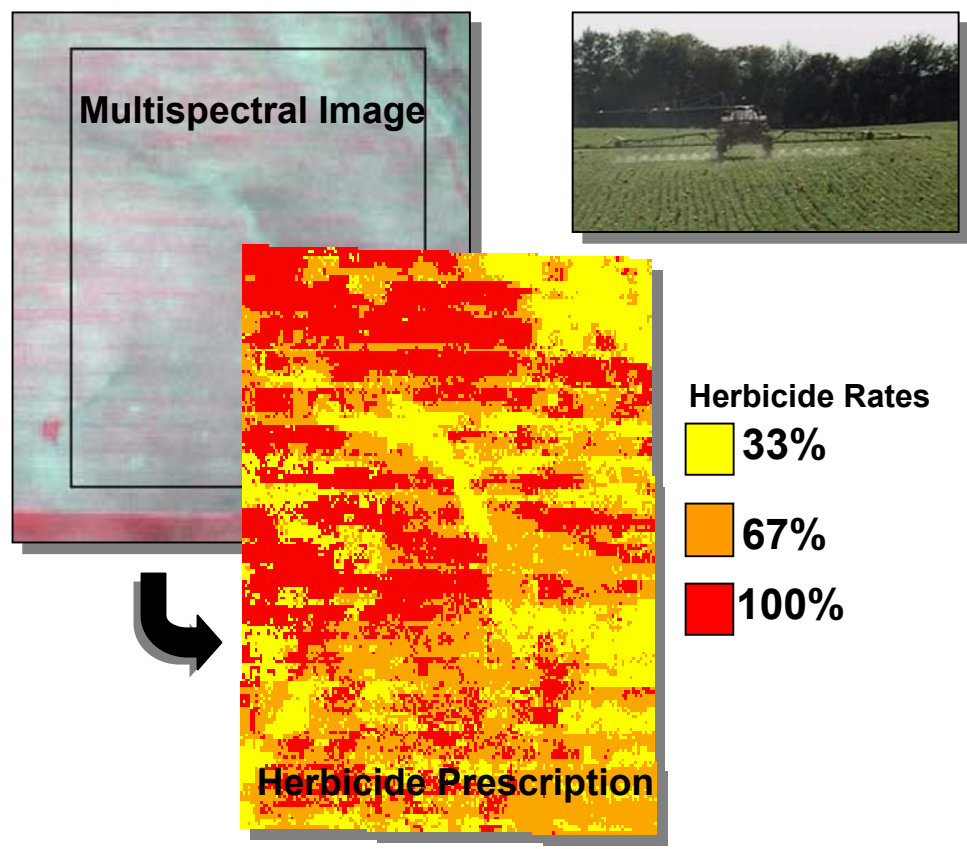 Multispectral Image
Herbicide Rates
33%
67%
100%
Herbicide Prescription